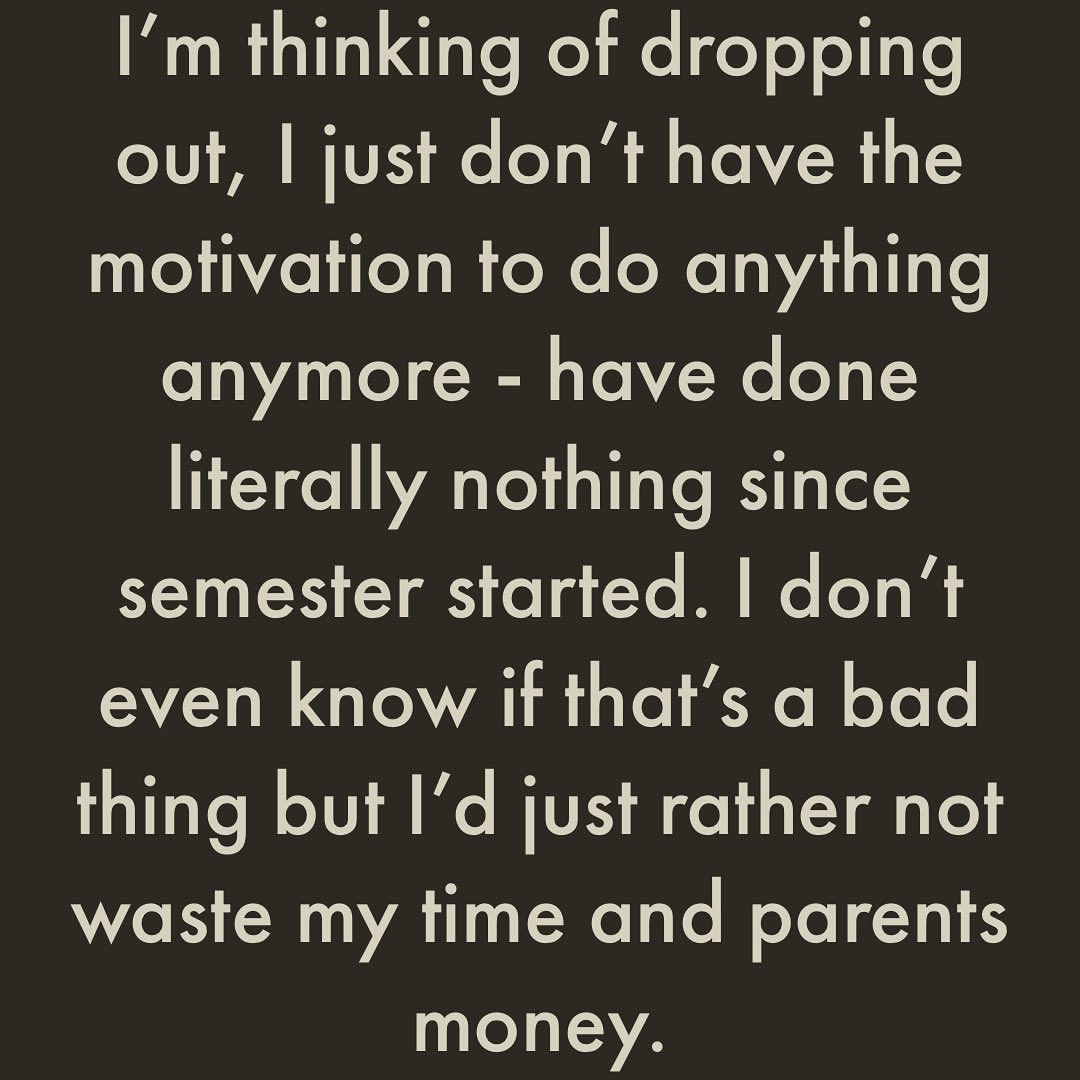 I’m thinking of dropping
out, I just don’t have the
motivation to do anything
anymore - have done
literally nothing since
semester started. I don’t
even know if that’s a bad
thing but I’d just rather not
waste my time and parents
money.